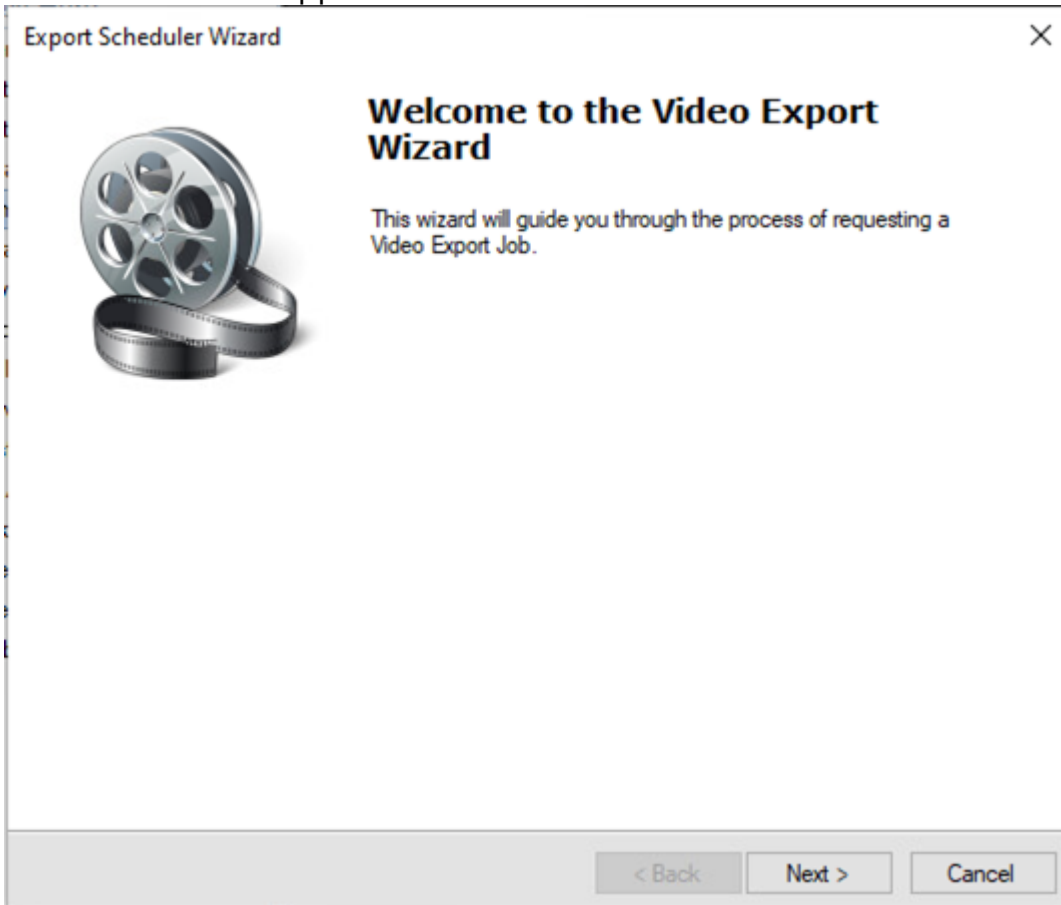 Export Scheduler Wizard
Welcome to the Video Export
Wizard
This wizard will guide you through the process of requesting a
Video Export Job.
< Back
Next >
Cancel